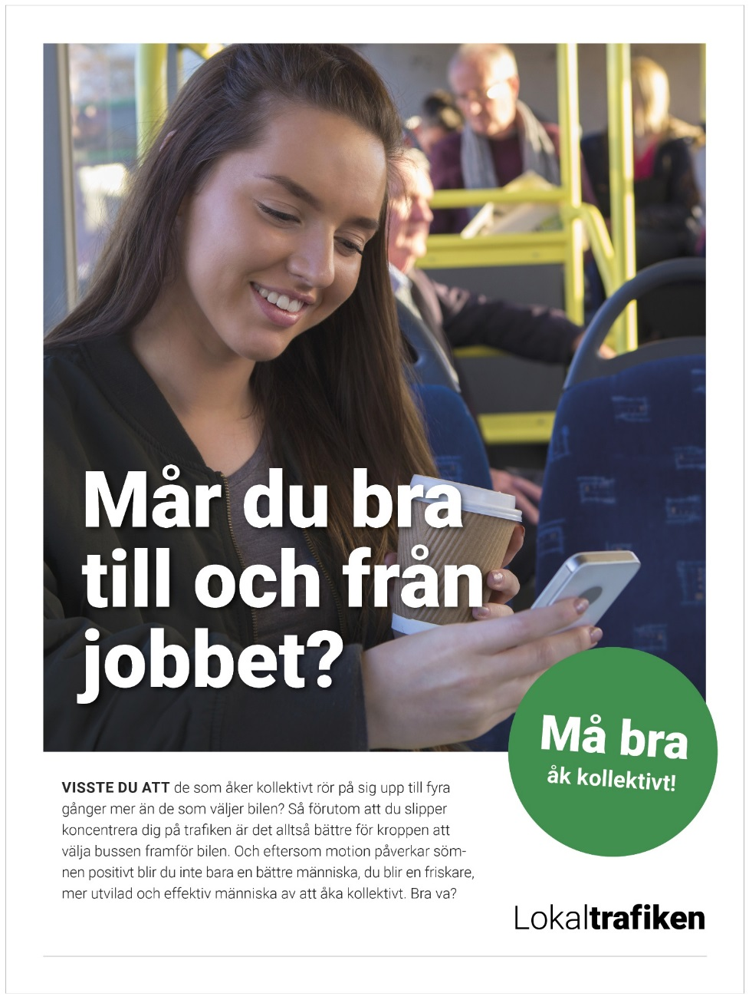 Mår du bra
till och från
jobbet?
Må bra
åk kollektivt!
VISSTE DU ATT de som åker kollektivt rör på sig upp till fyra
gånger mer än de som väljer bilen? Så förutom att du slipper
koncentrera dig på trafiken är det alltså bättre för kroppen att
välja bussen framför bilen. Och eftersom motion påverkar söm-
nen positivt blir du inte bara en bättre människa, du blir en friskare,
mer utvilad och effektiv människa av att åka kollektivt. Bra va?
Lokaltrafiken